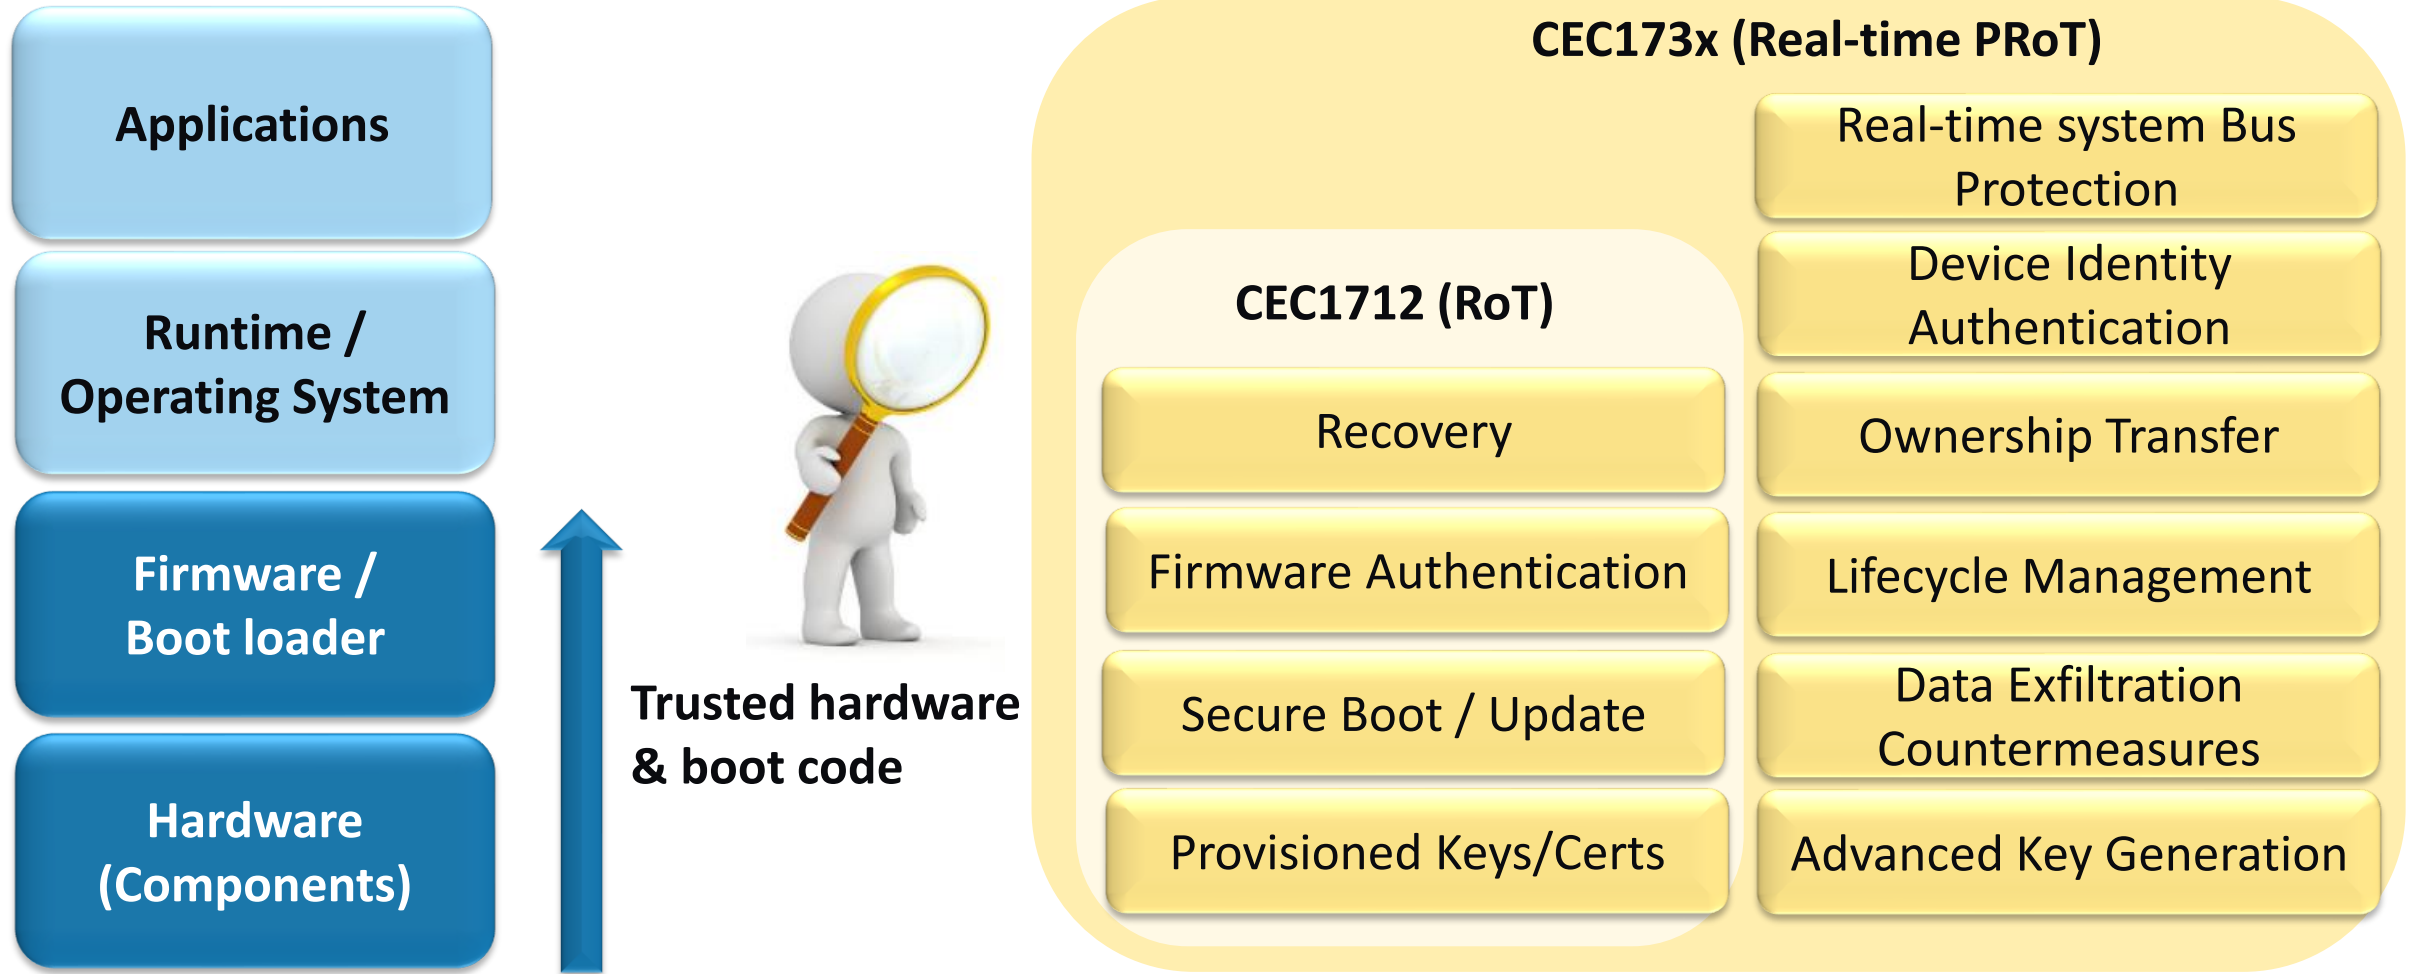 Applications
Runtime /
Operating System
Firmware /
Boot loader
Hardware
(Components)
Trusted hardware
& boot code
CEC173x (Real-time PRoT)
CEC1712 (RoT)
Recovery
Firmware Authentication
Secure Boot / Update
Provisioned Keys/Certs
Real-time system Bus
Protection
Device Identity
Authentication
Ownership Transfer
Lifecycle Management
Data Exfiltration
Countermeasures
Advanced Key Generation